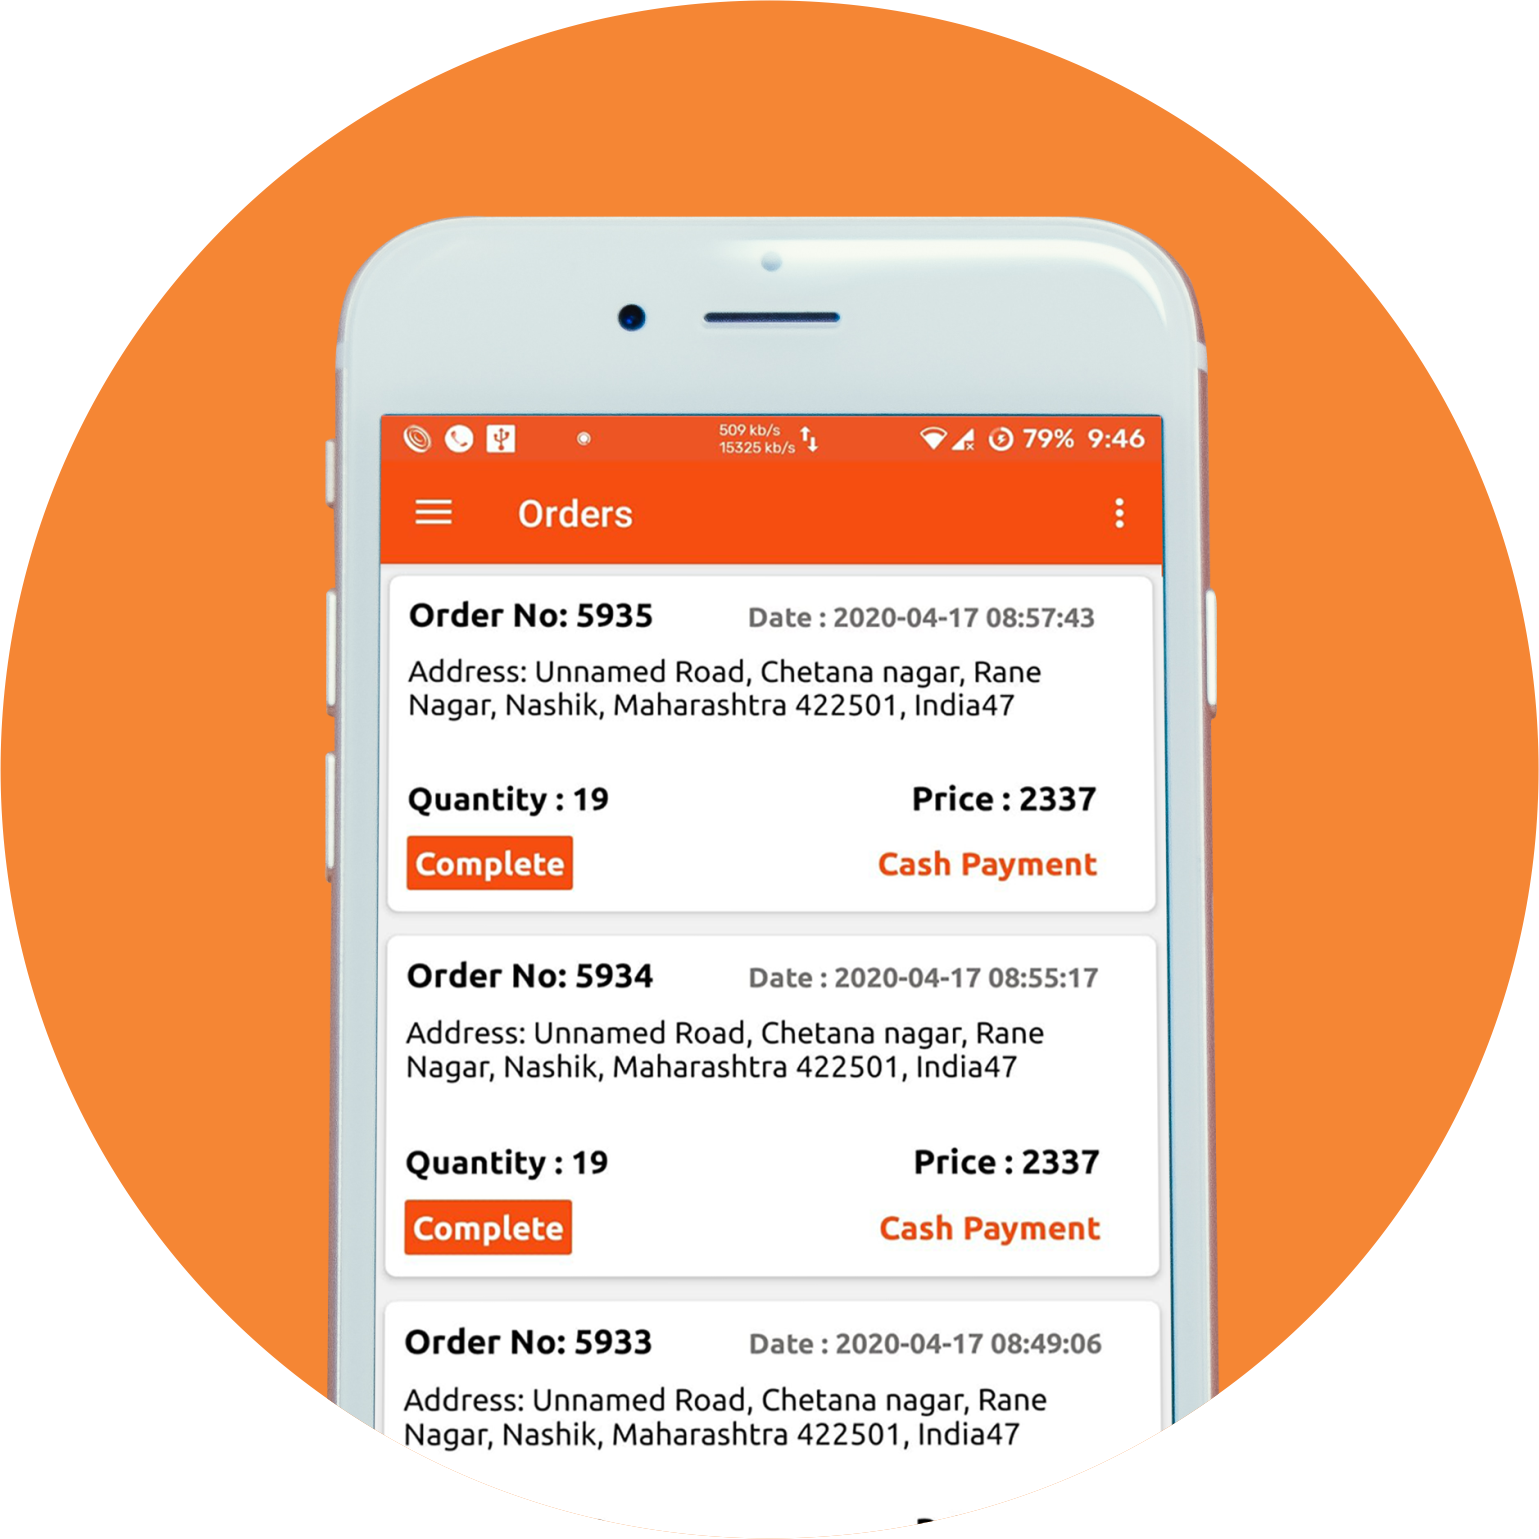 509 kb/s
15325 kb/s
79% 9:46
Orders
Order No: 5935 Date : 2020-04-17 08:57:43
Address: Unnamed Road, Chetana nagar, Rane
Nagar, Nashik, Maharashtra 422501, India47
Quantity : 19 Price : 2337
Complete Cash Payment
Order No: 5934 Date : 2020-04-17 08:55:17
Address: Unnamed Road, Chetana nagar, Rane
Nagar, Nashik, Maharashtra 422501, India47
Quantity : 19 Price : 2337
Complete Cash Payment
Order No: 5933 Date : 2020-04-17 08:49:06
Address: Unnamed Road, Chetana nagar, Rane
Nagar, Nashik, Maharashtra 422501, India47